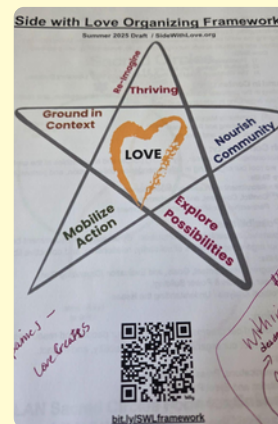 Side with Love Organizing Framework
Summer 2025 Draft / SideWithLove.org
Re-Imagine
Thriving
Ground in
Context
Nourish
Community
LOVE
Mobilize
Action
Explore
Possibilities
Love Creates
bit.ly/SWLframework